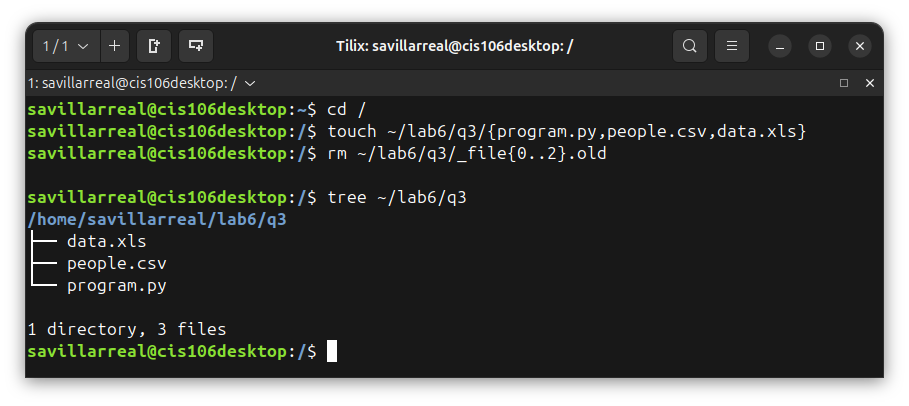 1 / 1
Tilix: savillarreal@cis106desktop: /
1: savillarreal@cis106desktop: /
savillarreal@cis106desktop:~$ cd /
savillarreal@cis106desktop:/$ touch ~/lab6/q3/{program.py,people.csv,data.xls}
savillarreal@cis106desktop:/$ rm ~/lab6/q3/_file{0..2}.old
savillarreal@cis106desktop:/$ tree ~/lab6/q3
/home/savillarreal/lab6/q3
├── data.xls
├── people.csv
└── program.py
1 directory, 3 files
savillarreal@cis106desktop:/$